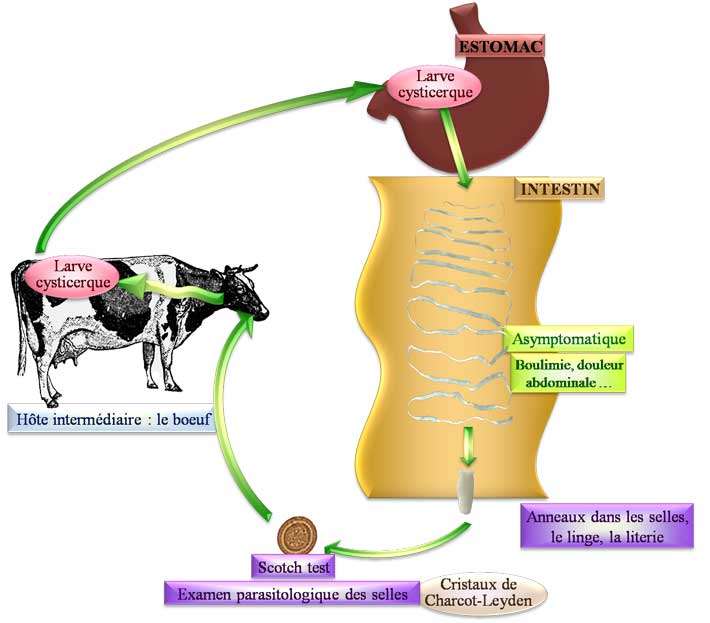 ESTOMAC
Larve
cysticerque
INTESTIN
Larve
cysticerque
Asymptomatique
Boulimie, douleur
abdominale ...
Hôte intermédiaire : le boeuf
Anneaux dans les selles,
le linge, la literie
Scotch test
Examen parasitologique des selles
Cristaux de
Charcot-Leyden